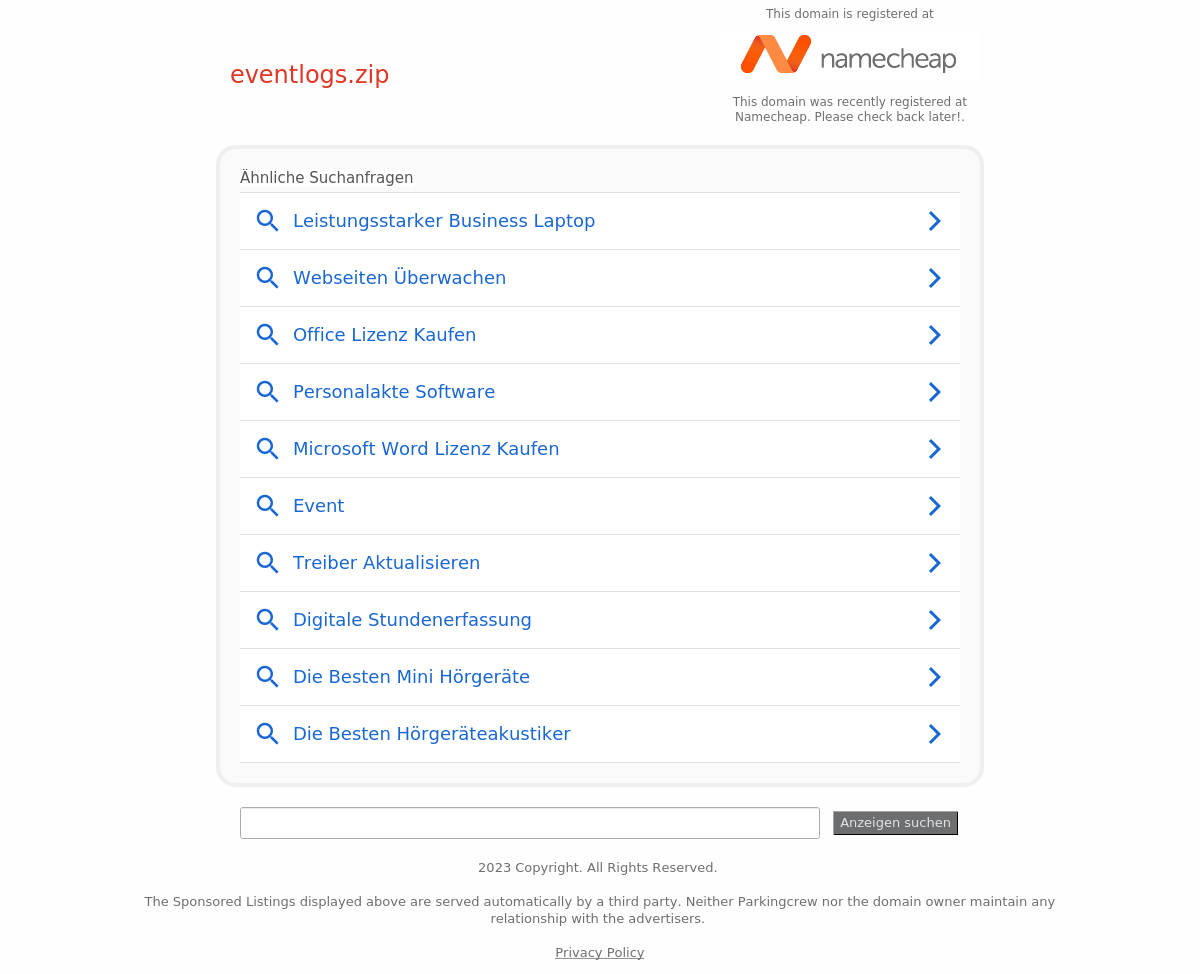 This domain is registered at
namecheap
eventlogs.zip
This domain was recently registered at
Namecheap. Please check back later!.
Ähnliche Suchanfragen
Leistungsstarker Business Laptop
Webseiten Überwachen
Office Lizenz Kaufen
Personalakte Software
Microsoft Word Lizenz Kaufen
Event
Treiber Aktualisieren
Digitale Stundenerfassung
Die Besten Mini Hörgeräte
Die Besten Hörgeräteakustiker
Anzeigen suchen
2023 Copyright. All Rights Reserved.
The Sponsored Listings displayed above are served automatically by a third party. Neither Parkingcrew nor the domain owner maintain any
relationship with the advertisers.
Privacy Policy